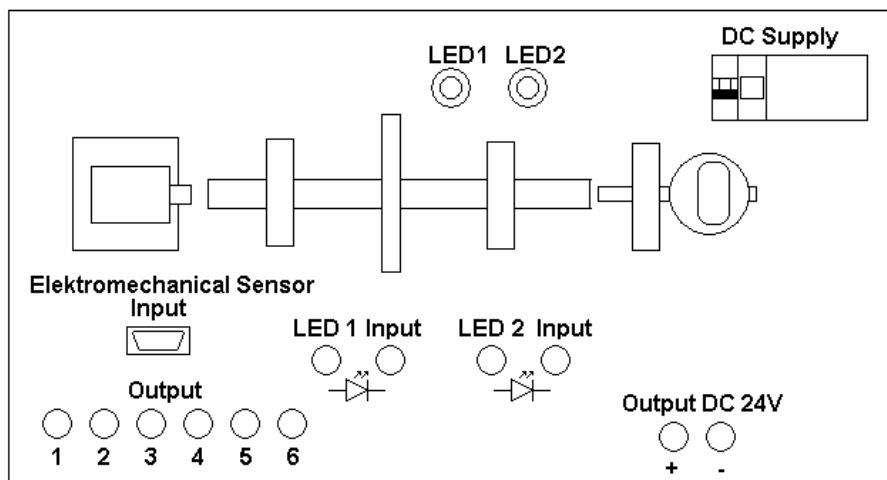 LED1 LED2
DC Supply
Elektromechanical Sensor
Input
LED 1 Input
LED 2 Input
Output
1 2 3 4 5 6
Output DC 24V
+ -